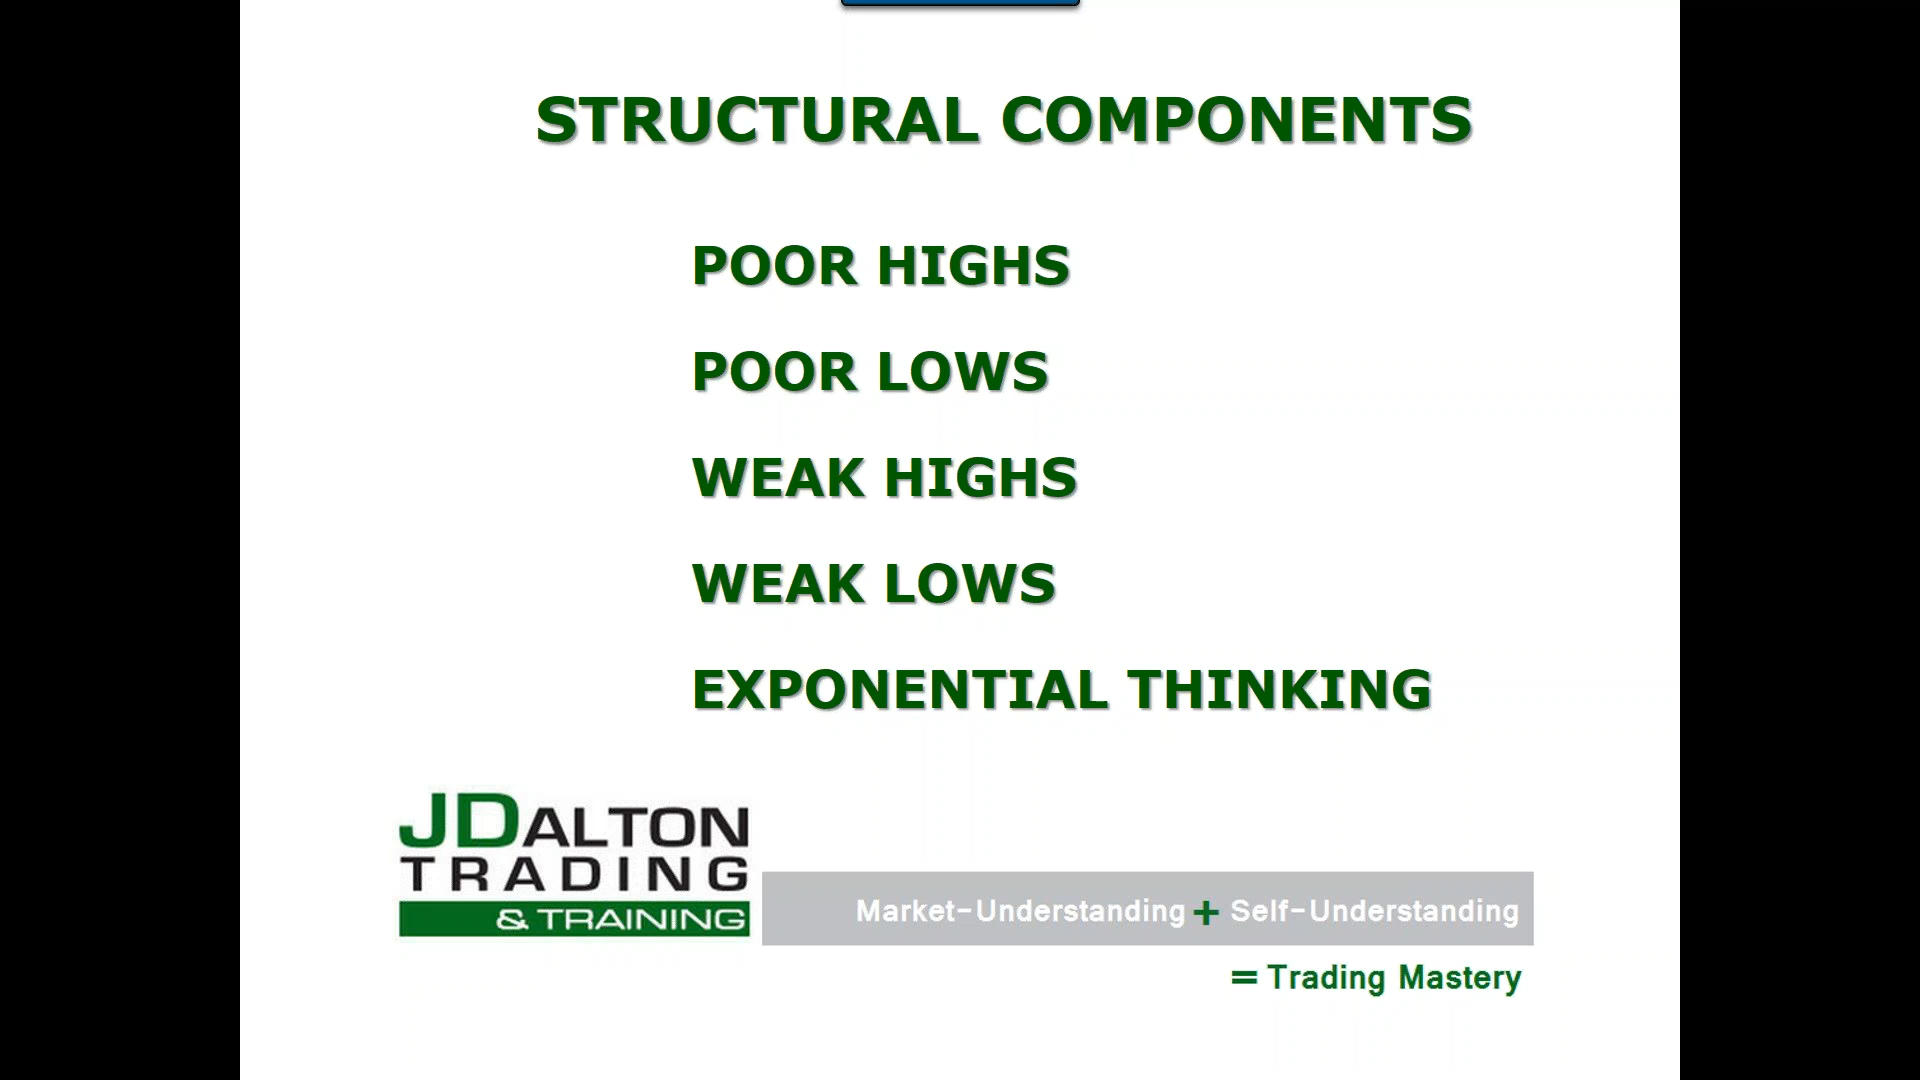 STRUCTURAL COMPONENTS
POOR HIGHS
POOR LOWS
WEAK HIGHS
WEAK LOWS
EXPONENTIAL THINKING
JDALTON
TRADING
& TRAINING
Market-Understanding + Self-Understanding
= Trading Mastery